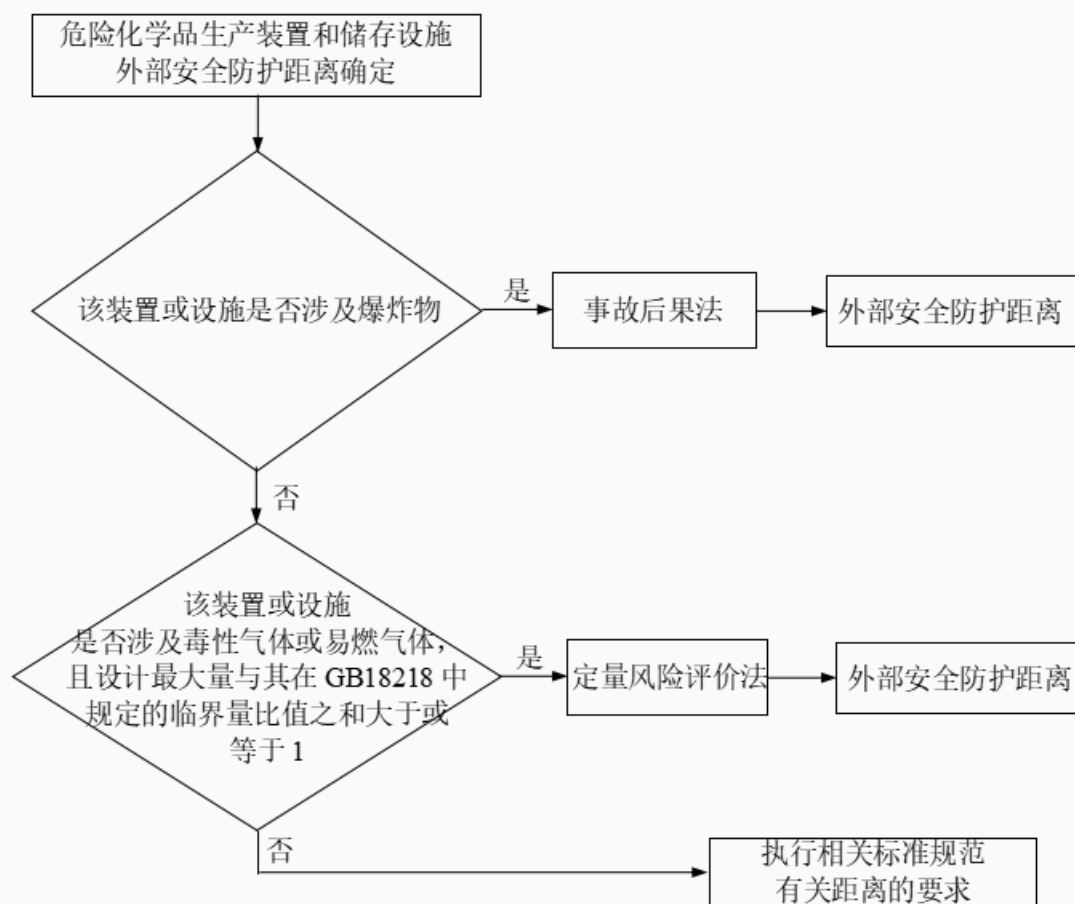 危险化学品生产装置和储存设施
外部安全防护距离确定
该装置或设施是否涉及爆炸物
是
事故后果法
外部安全防护距离
否
该装置或设施
是否涉及毒性气体或易燃气体，
且设计最大量与其在 GB18218 中
规定的临界量比值之和大于或
等于 1
是
定量风险评价法
外部安全防护距离
否
执行相关标准规范
有关距离的要求